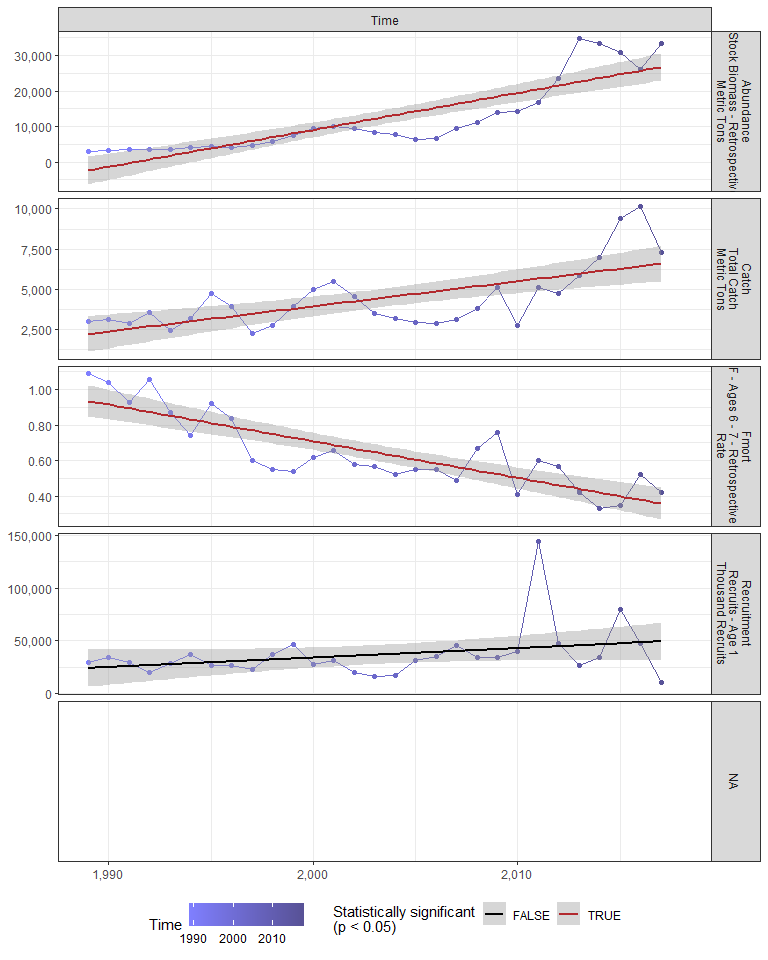 Time
30,000
20,000
10,000
0
Abundance
Stock Biomass - Retrospectiv
Metric Tons
10,000
7,500
5,000
2,500
Catch
Total Catch
Metric Tons
1.00
0.80
0.60
0.40
Fmort
F - Ages 6 - 7 - Retrospective
Rate
150,000
100,000
50,000
0
Recruitment
Recruits - Age 1
Thousand Recruits
NA
1,990 2,000 2,010
Time
1990 2000 2010
Statistically significant
(p < 0.05)
FALSE TRUE